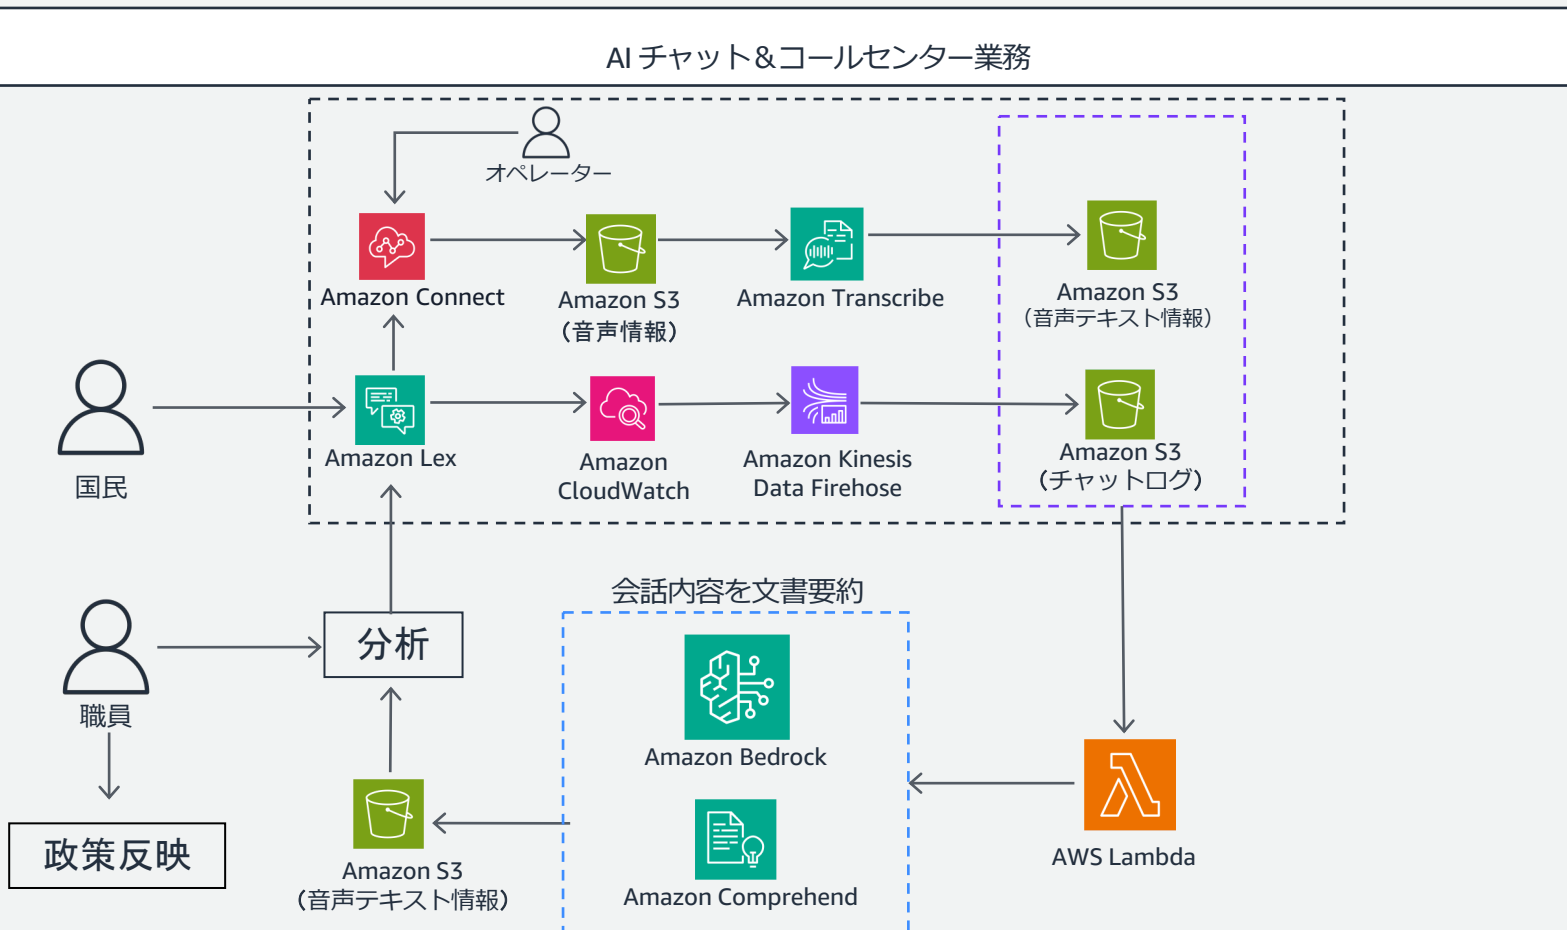 AI チャット＆コールセンター業務
オペレーター
Amazon Connect
Amazon S3
（音声情報）
Amazon Transcribe
Amazon S3
（音声テキスト情報）
国民
Amazon Lex
Amazon
CloudWatch
Amazon Kinesis
Data Firehose
Amazon S3
（チャットログ）
会話内容を文書要約
職員
分析
Amazon Bedrock
政策反映
Amazon S3
（音声テキスト情報）
Amazon Comprehend
AWS Lambda